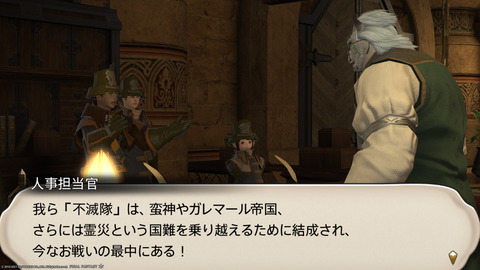 人事担当官
我ら「不滅隊」は、蛮神やガレマール帝国、
さらには霊災という国難を乗り越えるために結成され、
今なお戦いの最中にある！